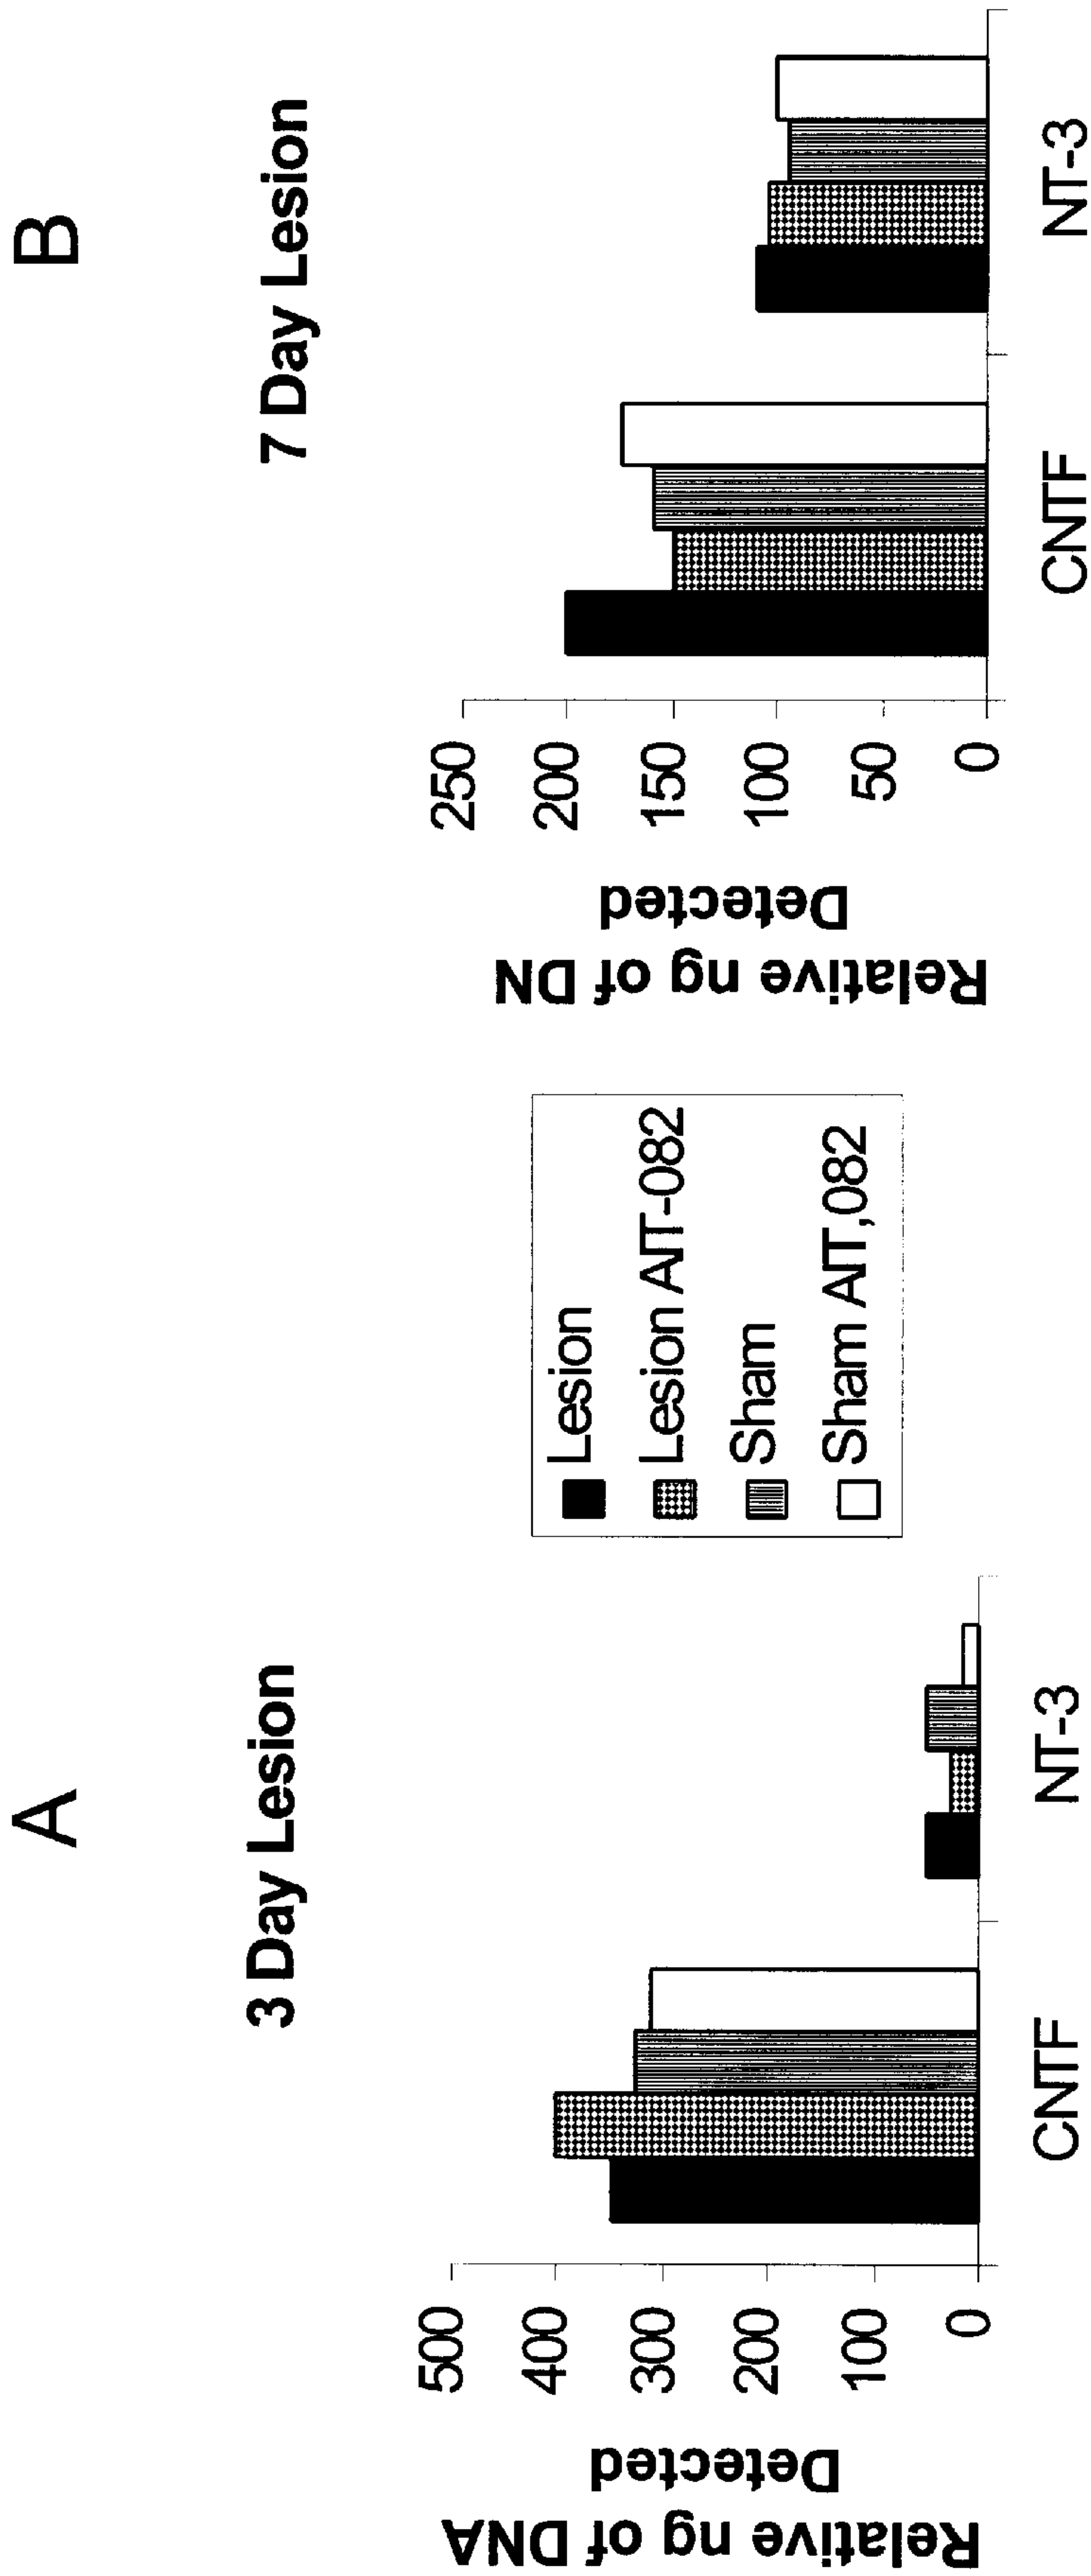 A
3 Day Lesion
Relative ng of DNA
Detected
500
400
300
200
100
0
CNTF
NT-3
Lesion
Lesion AIT-082
Sham
Sham AIT,082
B
7 Day Lesion
Relative ng of DN
Detected
250
200
150
100
50
0
CNTF
NT-3